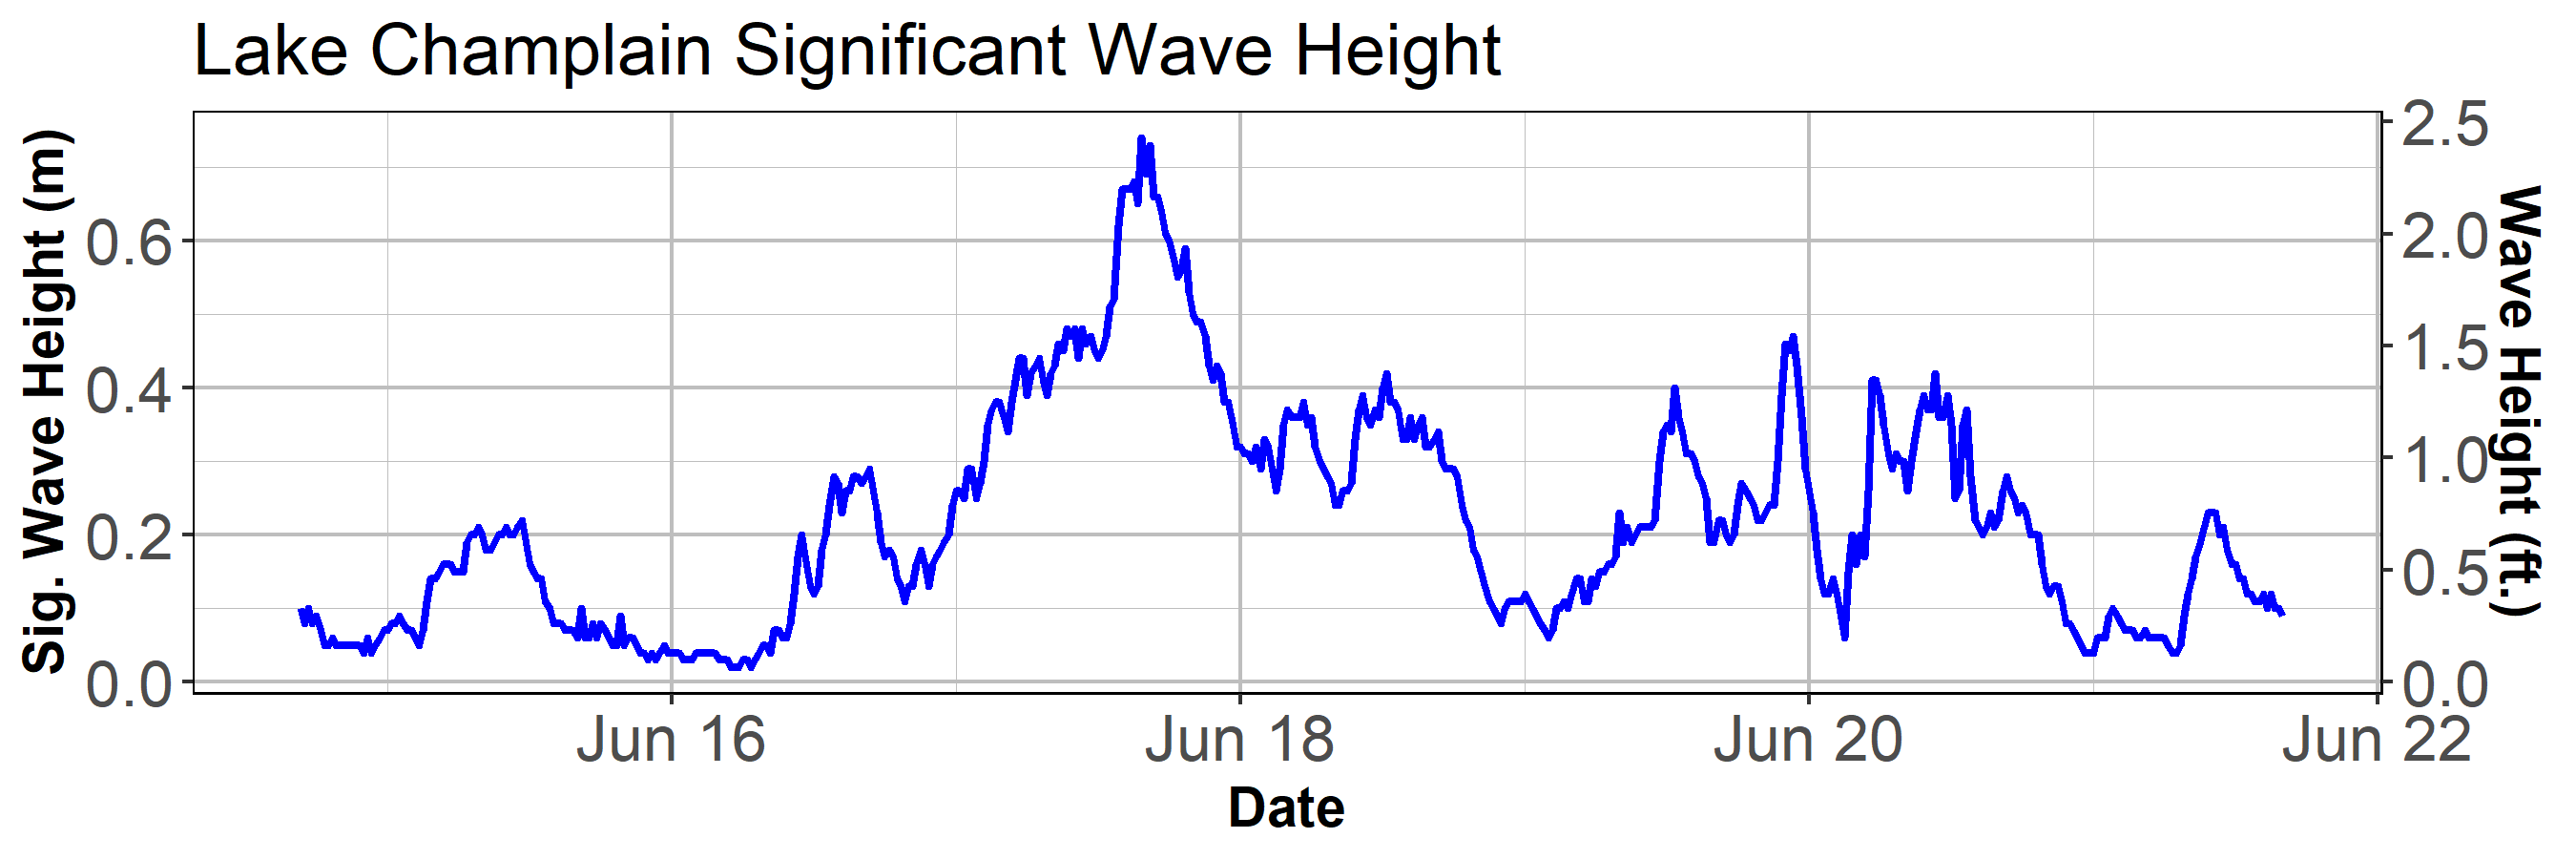 Lake Champlain Significant Wave Height
Sig. Wave Height (m)
0.6
0.4
0.2
0.0
2.5
2.0
1.5
1.0
0.5
0.0
Wave Height (ft.)
Jun 16
Jun 18
Jun 20
Jun 22
Date